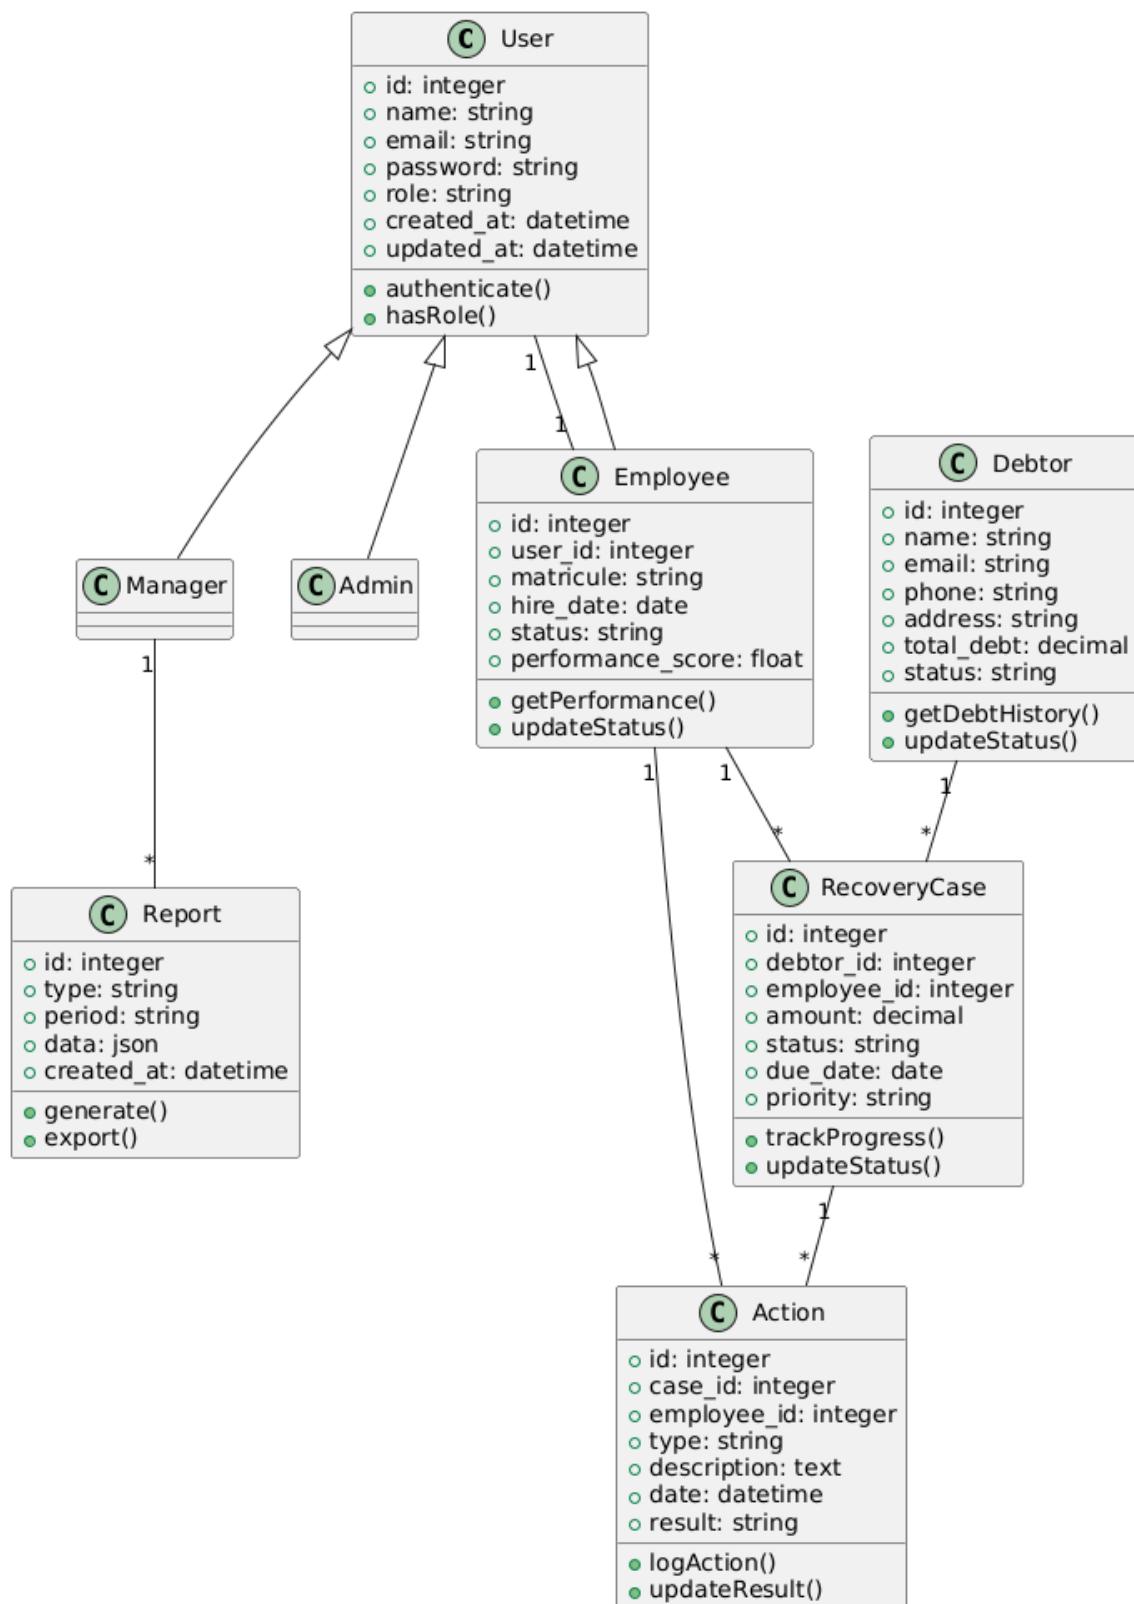 C User
id: integer
name: string
email: string
password: string
role: string
created_at: datetime
updated_at: datetime
authenticate()
hasRole()
1
1
C Employee
id: integer
user_id: integer
matricule: string
hire_date: date
status: string
performance_score: float
getPerformance()
updateStatus()
C Debtor
id: integer
name: string
email: string
phone: string
address: string
total_debt: decimal
status: string
getDebtHistory()
updateStatus()
C Manager
C Admin
1
*
1
1
*
1
*
C Report
id: integer
type: string
period: string
data: json
created_at: datetime
generate()
export()
C RecoveryCase
id: integer
debtor_id: integer
employee_id: integer
amount: decimal
status: string
due_date: date
priority: string
trackProgress()
updateStatus()
1
*
*
C Action
id: integer
case_id: integer
employee_id: integer
type: string
description: text
date: datetime
result: string
logAction()
updateResult()